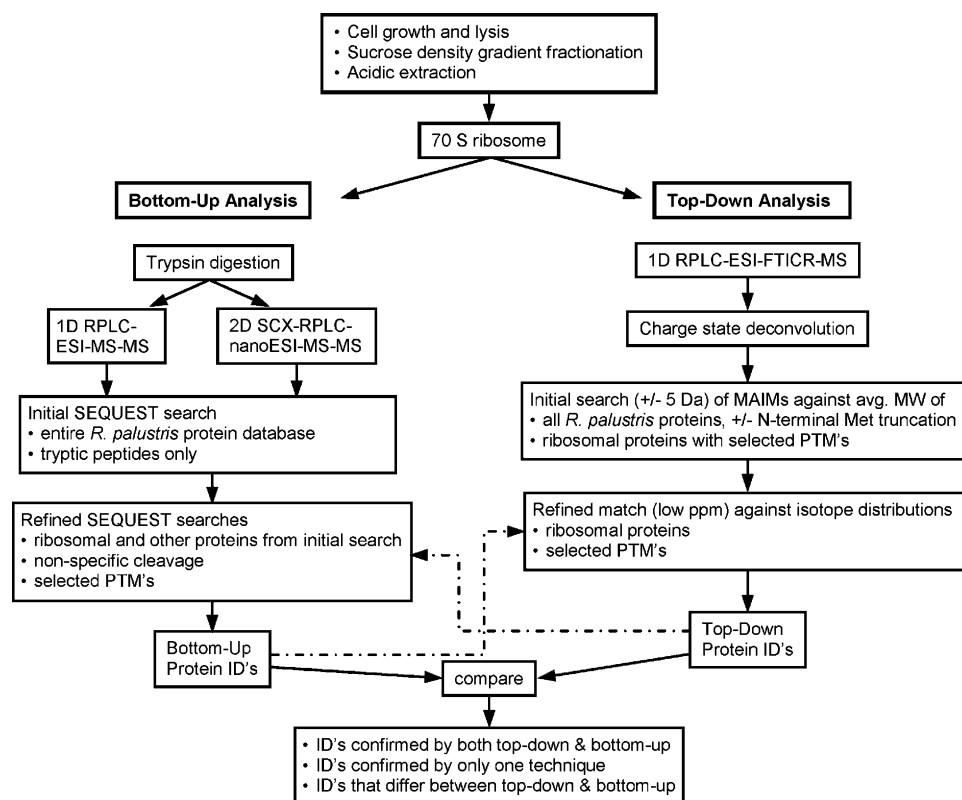 • Cell growth and lysis
• Sucrose density gradient fractionation
• Acidic extraction
70 S ribosome
Bottom-Up Analysis
Trypsin digestion
1D RPLC-
ESI-MS-MS
2D SCX-RPLC-
nanoESI-MS-MS
Initial SEQUEST search
• entire R. palustris protein database
• tryptic peptides only
Refined SEQUEST searches
• ribosomal and other proteins from initial search
• non-specific cleavage
• selected PTM's
Bottom-Up
Protein ID's
Top-Down Analysis
1D RPLC-ESI-FTICR-MS
Charge state deconvolution
Initial search (+/- 5 Da) of MAIMs against avg. MW of
• all R. palustris proteins, +/- N-terminal Met truncation
• ribosomal proteins with selected PTM's
Refined match (low ppm) against isotope distributions
• ribosomal proteins
• selected PTM's
Top-Down
Protein ID's
compare
• ID's confirmed by both top-down & bottom-up
• ID's confirmed by only one technique
• ID's that differ between top-down & bottom-up